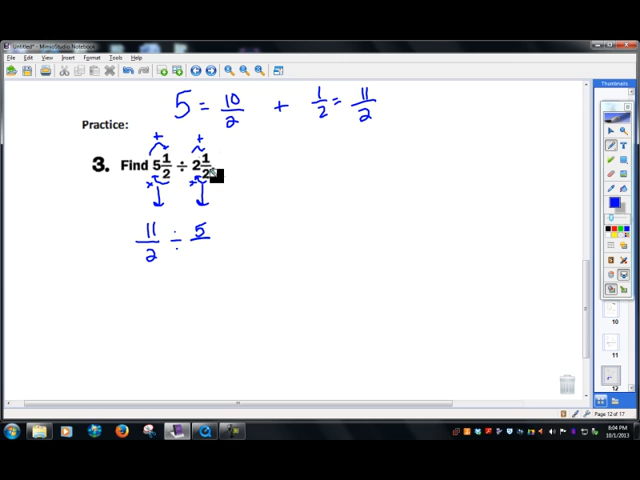 Untitled* - MimioStudio Notebook
File Edit View Insert Format Tools Help
Thumbnails
5 = 10/2 + 1/2 = 11/2
Practice:
+ +
3. Find 5 1/2 ÷ 2 1/2
x x
11/2 ÷ 5
10
11
12
Page 12 of 17
8:04 PM
10/1/2013